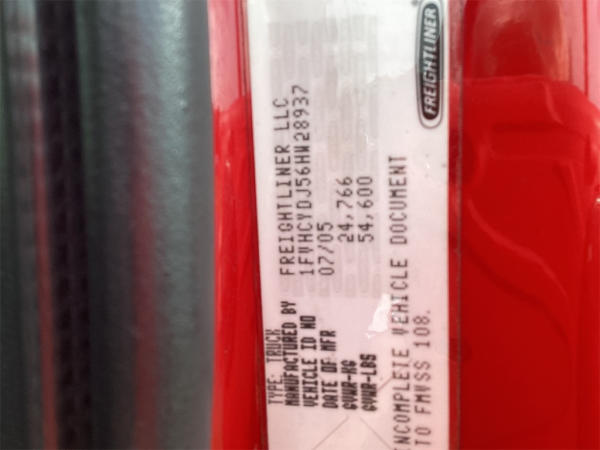 FREIGHTLINER
TYPE: TRUCK
MANUFACTURED BY FREIGHTLINER LLC
VEHICLE ID NO 1FVHCYDJ56HW28937
DATE OF MFR 07/05
GVWR-KG 24,766
GVWR-LBS 54,600
INCOMPLETE VEHICLE DOCUMENT
TO FMVSS 108.